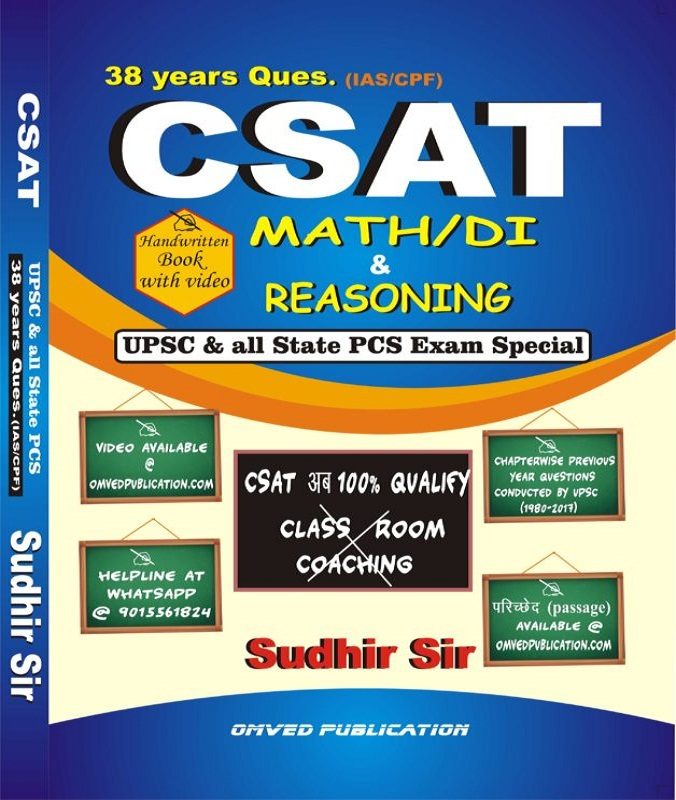 CSAT
UPSC & all State PCS
38 years Ques.(IAS/CPF)
Sudhir Sir
38 years Ques. (IAS/CPF)
CSAT
Handwritten
Book
with video
MATH/DI
&
REASONING
UPSC & all State PCS Exam Special
VIDEO AVAILABLE
@
OMVEDPUBLICATION.COM
HELPLINE AT
WHATSAPP
@ 9015561824
CSAT अब 100% QUALIFY
CLASS ROOM
COACHING
CHAPTERWISE PREVIOUS
YEAR QUESTIONS
CONDUCTED BY UPSC
(1980-2017)
परिच्छेद (passage)
AVAILABLE @
OMVEDPUBLICATION.COM
Sudhir Sir
OMVED PUBLICATION